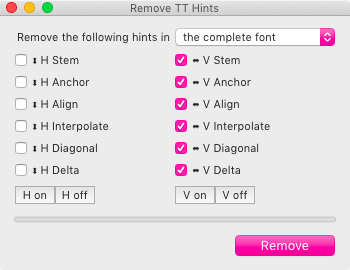 Remove TT Hints
Remove the following hints in the complete font
⬍ H Stem ⬌ V Stem
⬍ H Anchor ⬌ V Anchor
⬍ H Align ⬌ V Align
⬍ H Interpolate ⬌ V Interpolate
⬍ H Diagonal ⬌ V Diagonal
⬍ H Delta ⬌ V Delta
H on H off V on V off
Remove